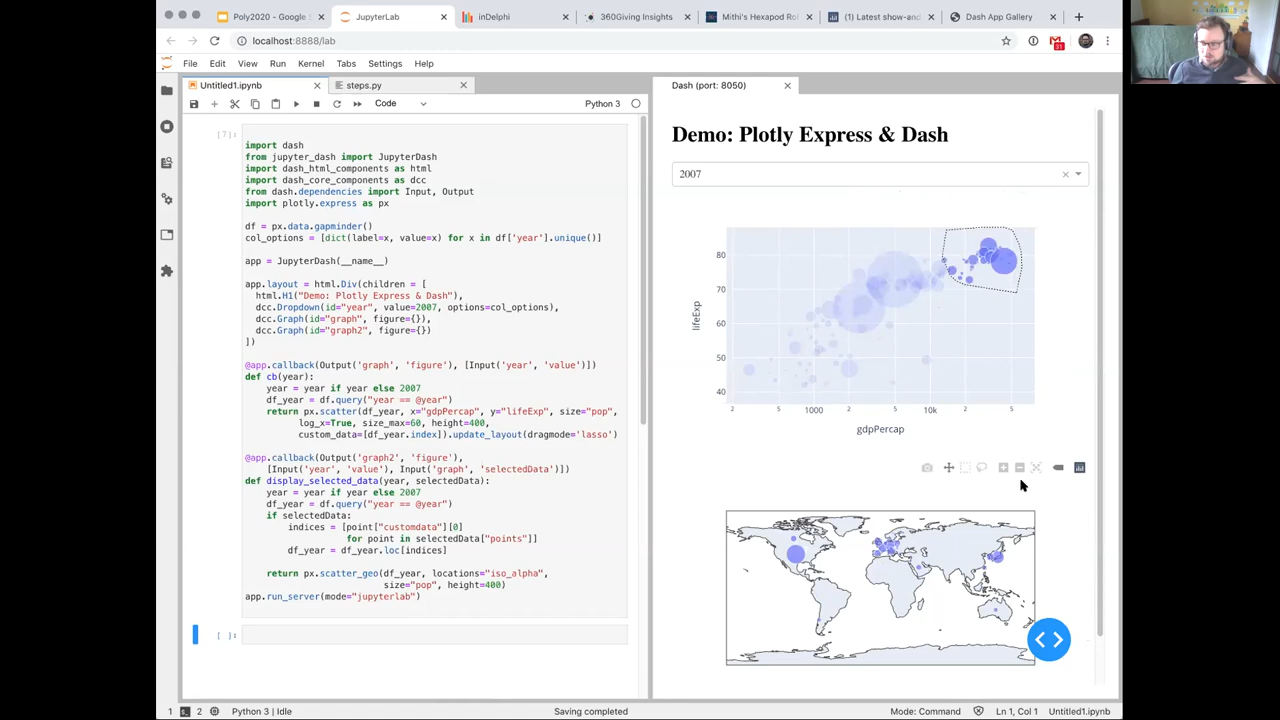 Poly2020 - Google S
JupyterLab
inDelphi
360Giving Insights
Mithi's Hexapod Ro
(1) Latest show-and
Dash App Gallery
localhost:8888/lab
31
File Edit View Run Kernel Tabs Settings Help
Untitled1.ipynb
steps.py
Code
Python 3
[7]:
import dash
from jupyter_dash import JupyterDash
import dash_html_components as html
import dash_core_components as dcc
from dash.dependencies import Input, Output
import plotly.express as px
df = px.data.gapminder()
col_options = [dict(label=x, value=x) for x in df['year'].unique()]
app = JupyterDash(__name__)
app.layout = html.Div(children = [
html.H1("Demo: Plotly Express & Dash"),
dcc.Dropdown(id="year", value=2007, options=col_options),
dcc.Graph(id="graph", figure={}),
dcc.Graph(id="graph2", figure={})
])
@app.callback(Output('graph', 'figure'), [Input('year', 'value')])
def cb(year):
year = year if year else 2007
df_year = df.query("year == @year")
return px.scatter(df_year, x="gdpPercap", y="lifeExp", size="pop",
log_x=True, size_max=60, height=400,
custom_data=[df_year.index]).update_layout(dragmode='lasso')
@app.callback(Output('graph2', 'figure'),
[Input('year', 'value'), Input('graph', 'selectedData')])
def display_selected_data(year, selectedData):
year = year if year else 2007
df_year = df.query("year == @year")
if selectedData:
indices = [point["customdata"][0]
for point in selectedData["points"]]
df_year = df_year.loc[indices]
return px.scatter_geo(df_year, locations="iso_alpha",
size="pop", height=400)
app.run_server(mode="jupyterlab")
[ ]:
Dash (port: 8050)
Demo: Plotly Express & Dash
2007
80
70
60
50
40
lifeExp
2 5 1000 2 5 10k 2 5
gdpPercap
1 2 Python 3 | Idle
Saving completed
Mode: Command
Ln 1, Col 1
Untitled1.ipynb